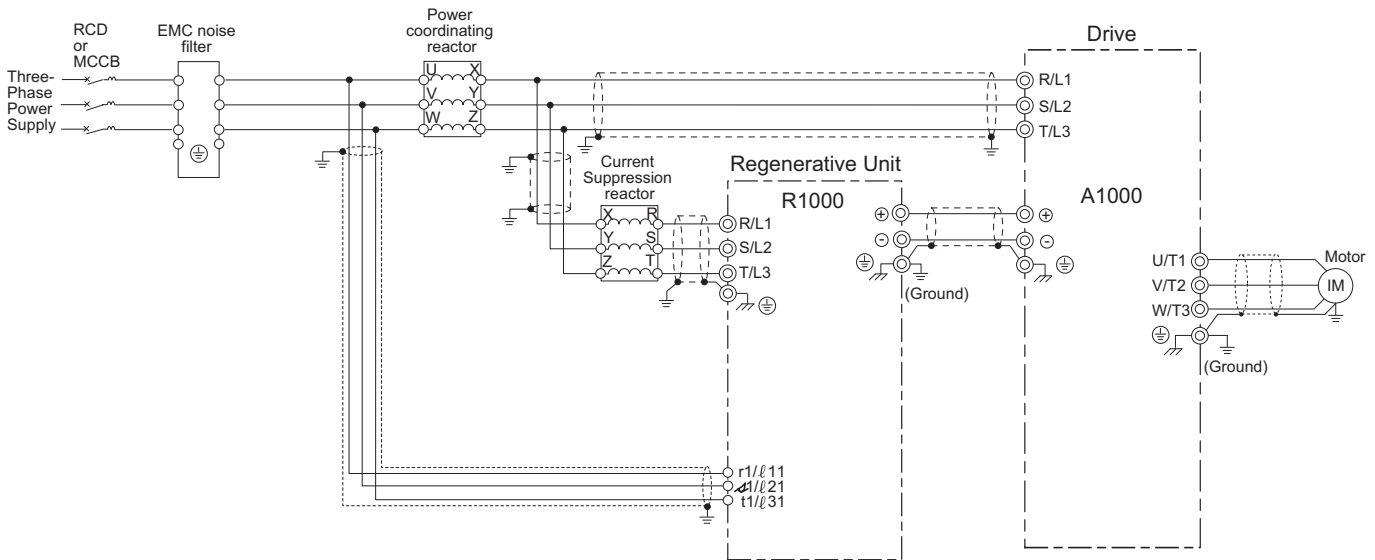 RCD
or
MCCB
EMC noise
filter
Power
coordinating
reactor
Drive
Three-
Phase
Power
Supply
U X
V Y
W Z
R/L1
S/L2
T/L3
Current
Suppression
reactor
Regenerative Unit
R1000
A1000
X R
Y S
Z T
R/L1
S/L2
T/L3
+
-
+
-
(Ground)
U/T1
V/T2
W/T3
Motor
IM
(Ground)
r1/ℓ11
s1/ℓ21
t1/ℓ31